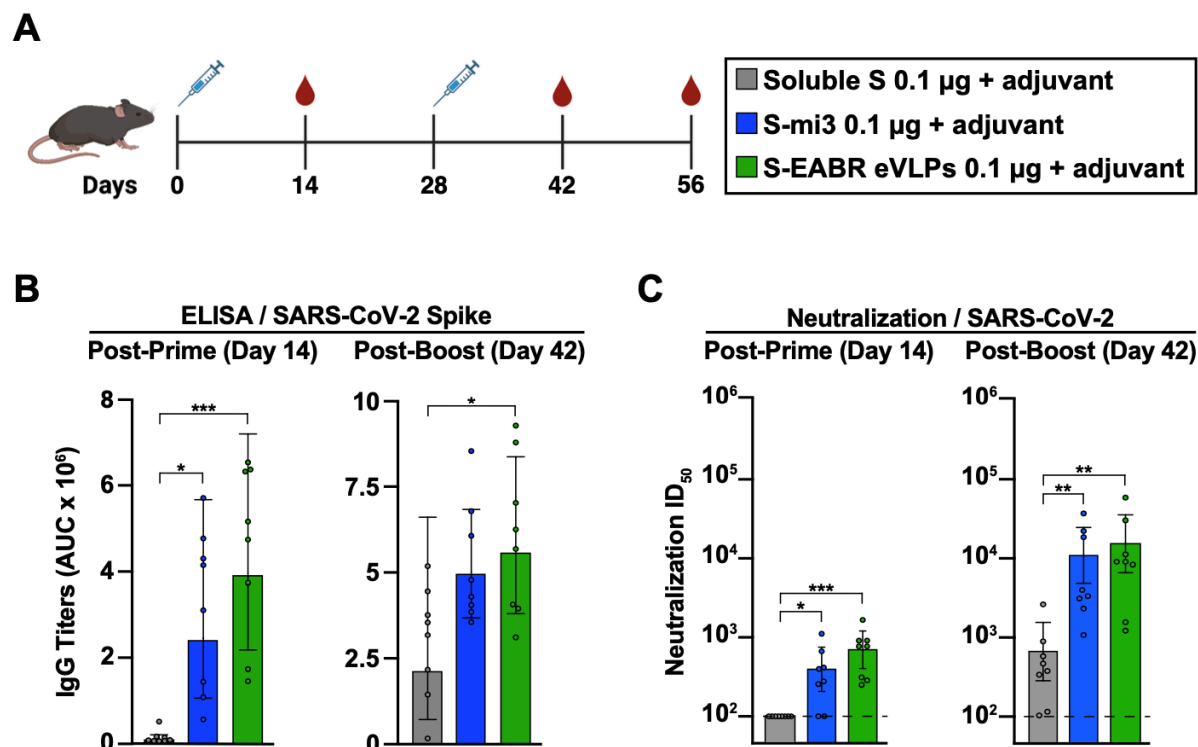 A
Days
0
14
28
42
56
Soluble S 0.1 µg + adjuvant
S-mi3 0.1 µg + adjuvant
S-EABR eVLPs 0.1 µg + adjuvant
B
ELISA / SARS-CoV-2 Spike
Post-Prime (Day 14)
Post-Boost (Day 42)
IgG Titers (AUC x 10⁶)
8
6
4
2
0
***
*
10
7.5
5
2.5
0
*
C
Neutralization / SARS-CoV-2
Post-Prime (Day 14)
Post-Boost (Day 42)
Neutralization ID₅₀
10⁶
10⁵
10⁴
10³
10²
***
*
10⁶
10⁵
10⁴
10³
10²
**
**